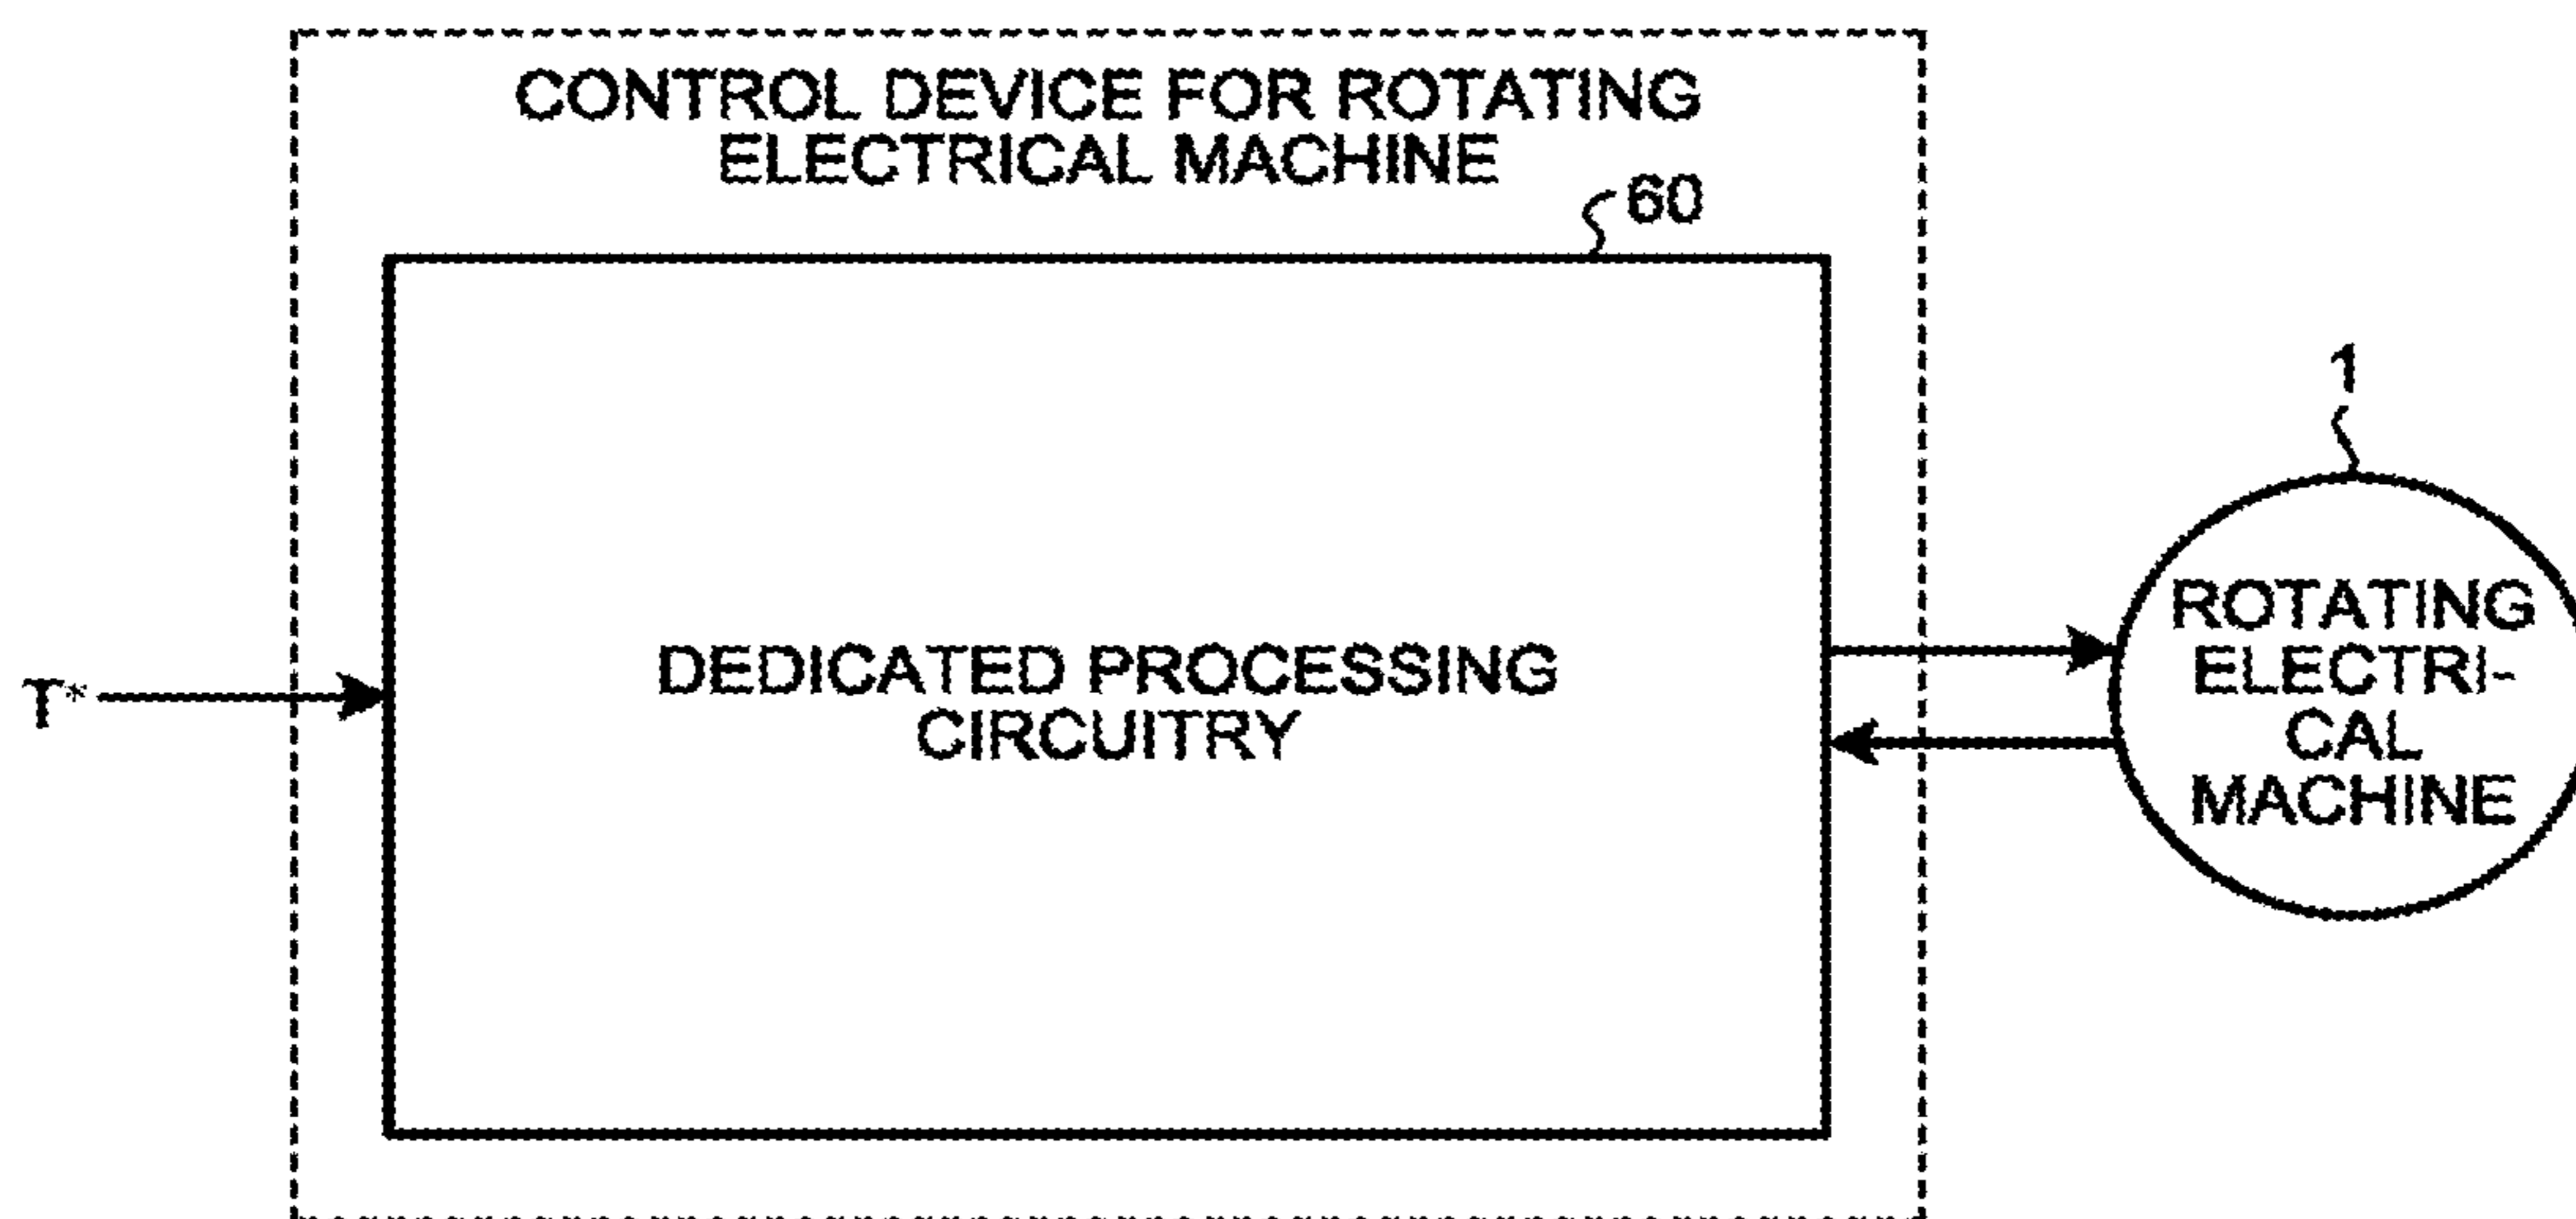 CONTROL DEVICE FOR ROTATING
ELECTRICAL MACHINE
60
1
T*
DEDICATED PROCESSING
CIRCUITRY
ROTATING
ELECTRI-
CAL
MACHINE